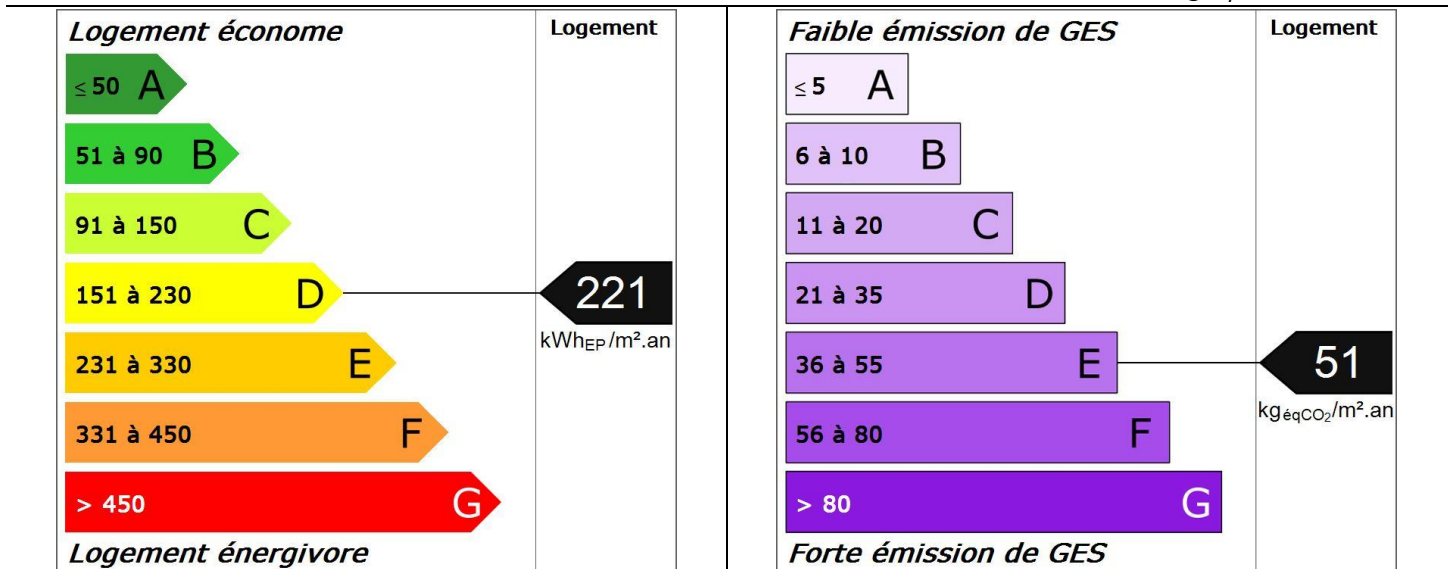 Logement économe
Logement
≤ 50 A
51 à 90 B
91 à 150 C
151 à 230 D
221
kWhEP/m².an
231 à 330 E
331 à 450 F
> 450 G
Logement énergivore
Faible émission de GES
Logement
≤ 5 A
6 à 10 B
11 à 20 C
21 à 35 D
36 à 55 E
51
kgéqCO₂/m².an
56 à 80 F
> 80 G
Forte émission de GES